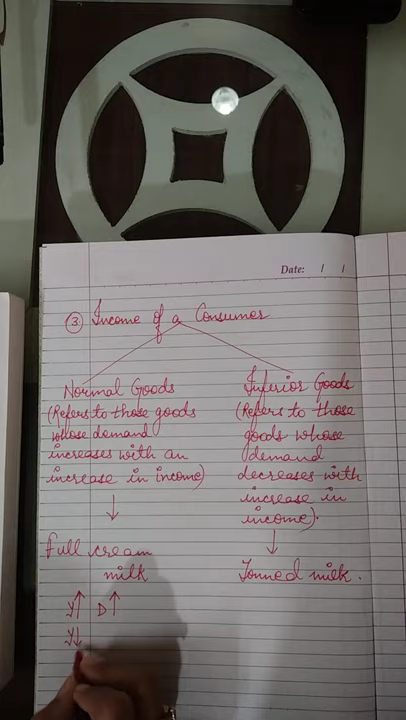 Date: / /
③ Income of a Consumer
Normal Goods
(Refers to those goods
whose demand
increases with an
increase in income)
↓
Full cream
milk
Y↑ D↑
Y↓
Inferior Goods
(Refers to those
goods whose
demand
decreases with
increase in
income).
↓
Tonned milk.